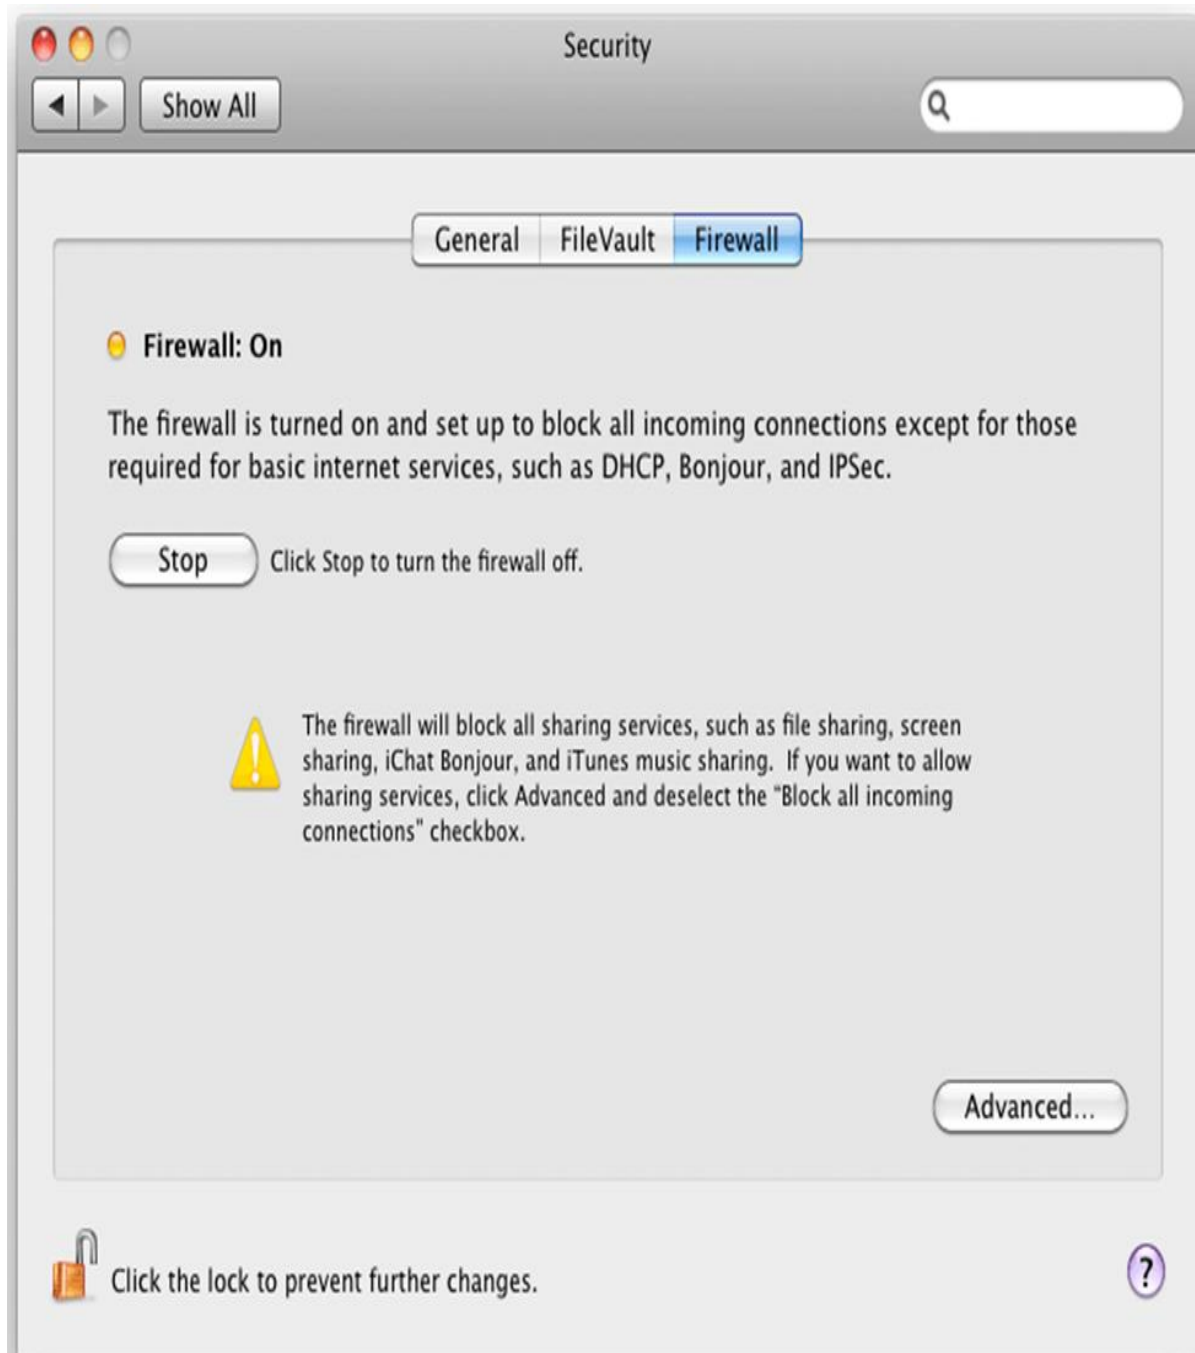 Security
Show All
General FileVault Firewall
Firewall: On
The firewall is turned on and set up to block all incoming connections except for those
required for basic internet services, such as DHCP, Bonjour, and IPSec.
Stop Click Stop to turn the firewall off.
The firewall will block all sharing services, such as file sharing, screen
sharing, iChat Bonjour, and iTunes music sharing. If you want to allow
sharing services, click Advanced and deselect the "Block all incoming
connections" checkbox.
Advanced...
Click the lock to prevent further changes.
?